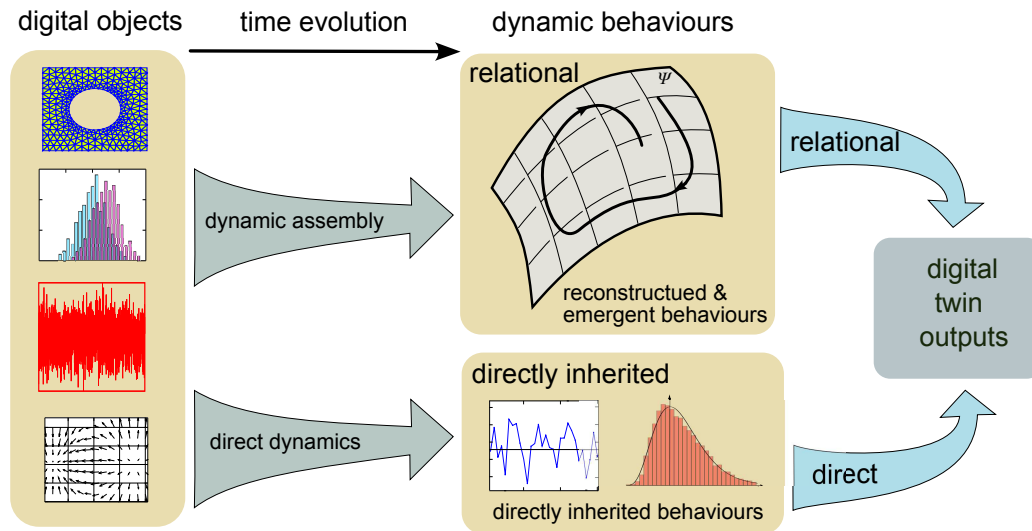 digital objects
time evolution
dynamic behaviours
relational
Ψ
relational
dynamic assembly
reconstructued &
emergent behaviours
digital
twin
outputs
directly inherited
direct dynamics
directly inherited behaviours
direct